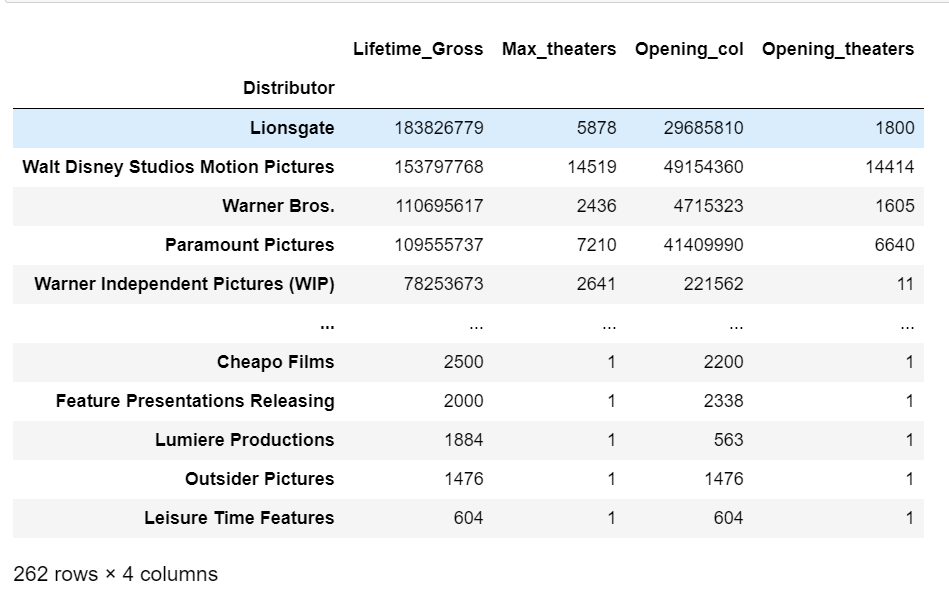 Lifetime_Gross Max_theaters Opening_col Opening_theaters
Distributor
Lionsgate 183826779 5878 29685810 1800
Walt Disney Studios Motion Pictures 153797768 14519 49154360 14414
Warner Bros. 110695617 2436 4715323 1605
Paramount Pictures 109555737 7210 41409990 6640
Warner Independent Pictures (WIP) 78253673 2641 221562 11
... ... ... ... ...
Cheapo Films 2500 1 2200 1
Feature Presentations Releasing 2000 1 2338 1
Lumiere Productions 1884 1 563 1
Outsider Pictures 1476 1 1476 1
Leisure Time Features 604 1 604 1
262 rows × 4 columns